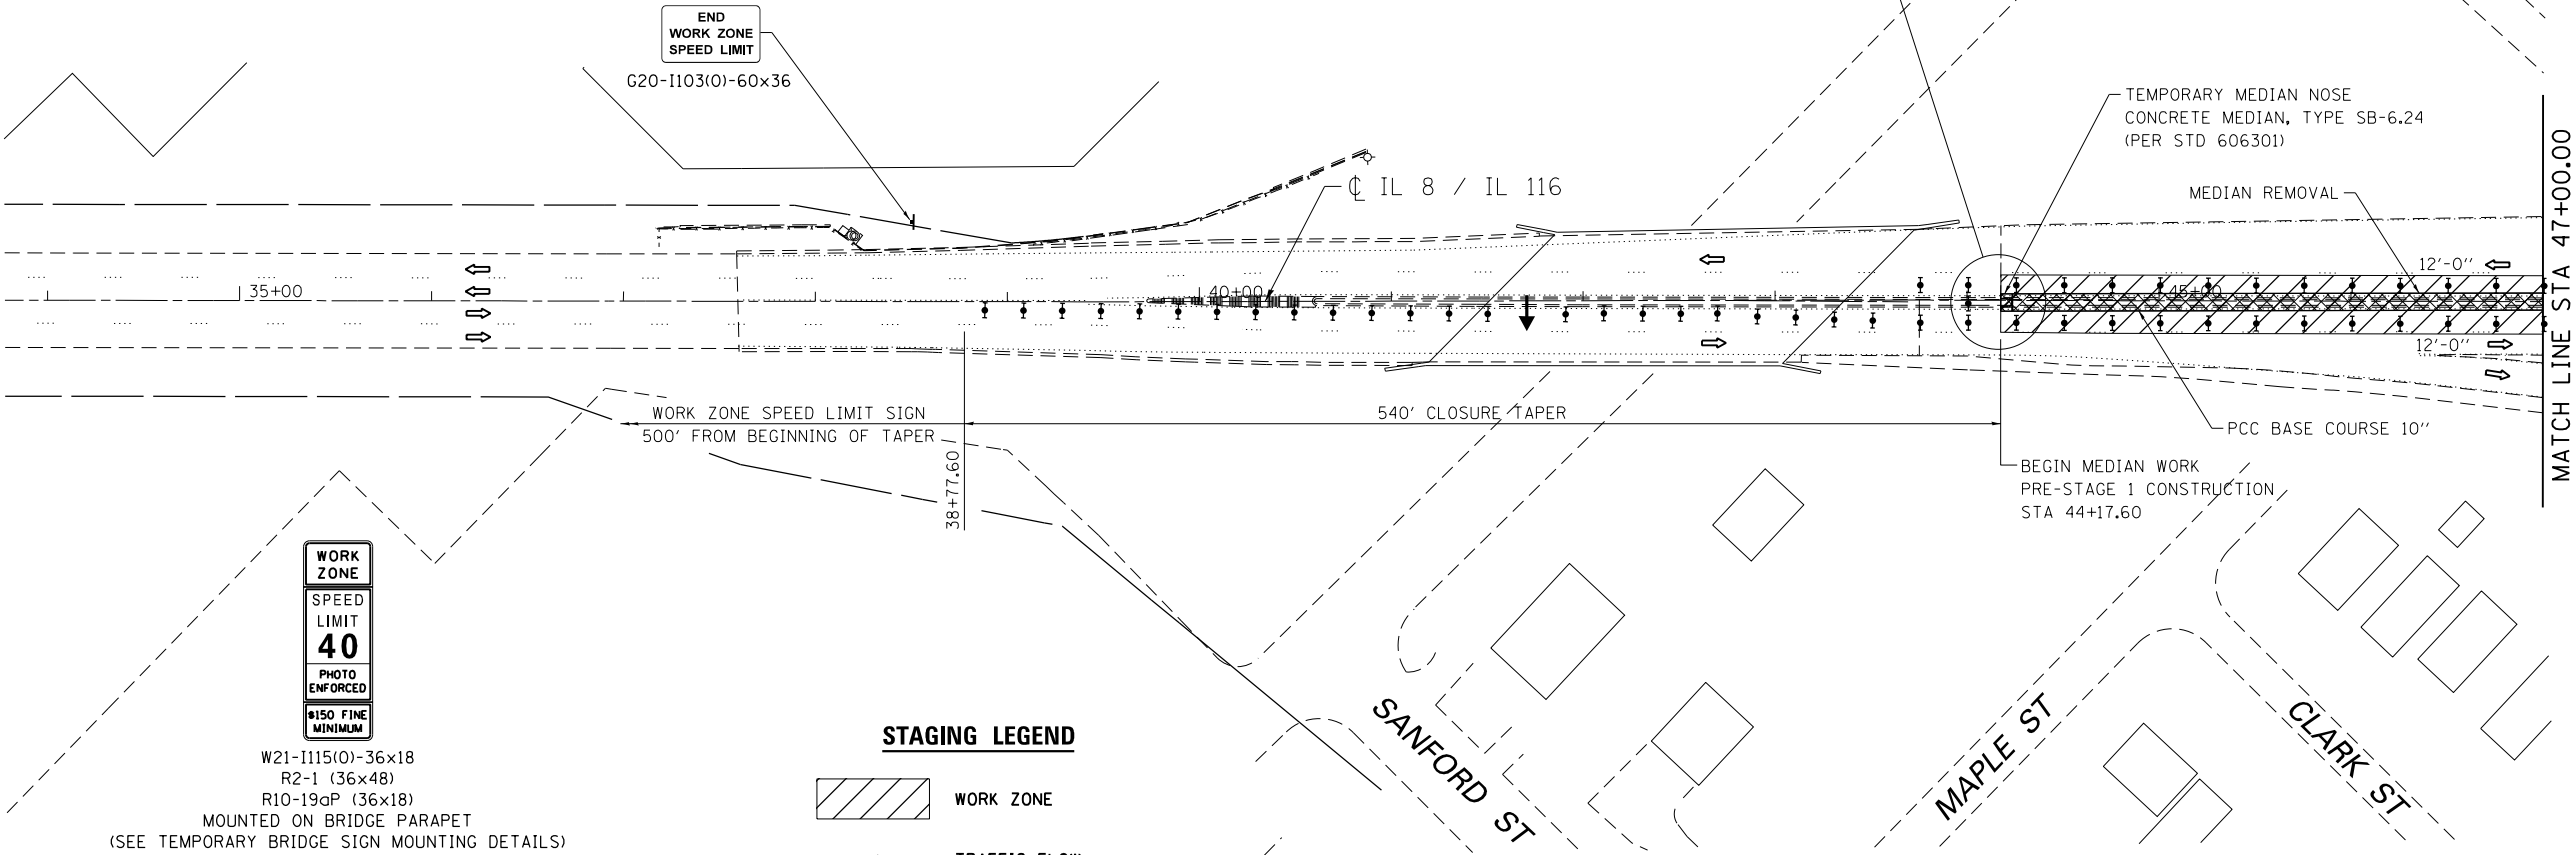 END
WORK ZONE
SPEED LIMIT
G20-I103(O)-60x36
TEMPORARY MEDIAN NOSE
CONCRETE MEDIAN, TYPE SB-6.24
(PER STD 606301)
MEDIAN REMOVAL
MATCH LINE STA 47+00.00
℄ IL 8 / IL 116
35+00
40+00
45+00
12'-0"
12'-0"
WORK ZONE SPEED LIMIT SIGN
500' FROM BEGINNING OF TAPER
540' CLOSURE TAPER
38+77.60
PCC BASE COURSE 10"
BEGIN MEDIAN WORK
PRE-STAGE 1 CONSTRUCTION
STA 44+17.60
WORK
ZONE
SPEED
LIMIT
40
PHOTO
ENFORCED
$150 FINE
MINIMUM
W21-I115(O)-36x18
R2-1 (36x48)
R10-19aP (36x18)
MOUNTED ON BRIDGE PARAPET
(SEE TEMPORARY BRIDGE SIGN MOUNTING DETAILS)
STAGING LEGEND
WORK ZONE
TRAFFIC FLOW
SANFORD ST
MAPLE ST
CLARK ST